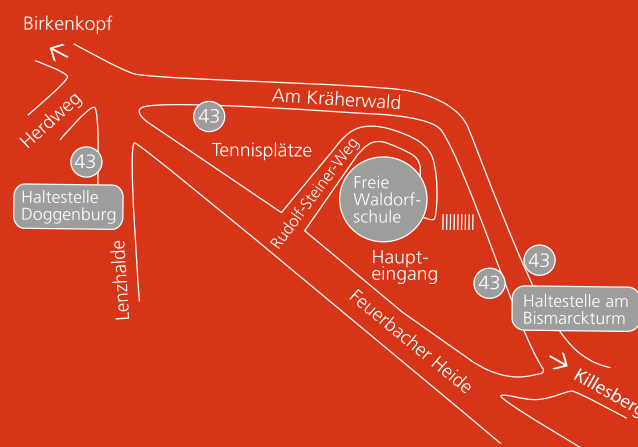 Birkenkopf
Herdweg
Am Kräherwald
43
Tennisplätze
43
Haltestelle
Doggenburg
Rudolf-Steiner-Weg
Freie
Waldorf-
schule
Haupt-
eingang
Lenzhalde
43
43
Haltestelle am
Bismarckturm
Feuerbacher Heide
Killesberg